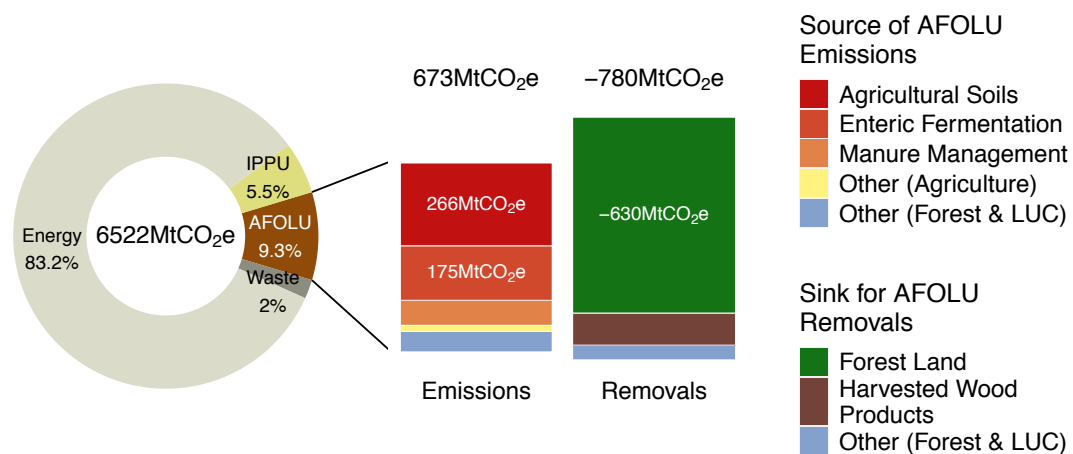 IPPU
5.5%
AFOLU
9.3%
Energy
83.2%
6522MtCO₂e
Waste
2%
673MtCO₂e
266MtCO₂e
175MtCO₂e
Emissions
−780MtCO₂e
−630MtCO₂e
Removals
Source of AFOLU
Emissions
Agricultural Soils
Enteric Fermentation
Manure Management
Other (Agriculture)
Other (Forest & LUC)
Sink for AFOLU
Removals
Forest Land
Harvested Wood
Products
Other (Forest & LUC)